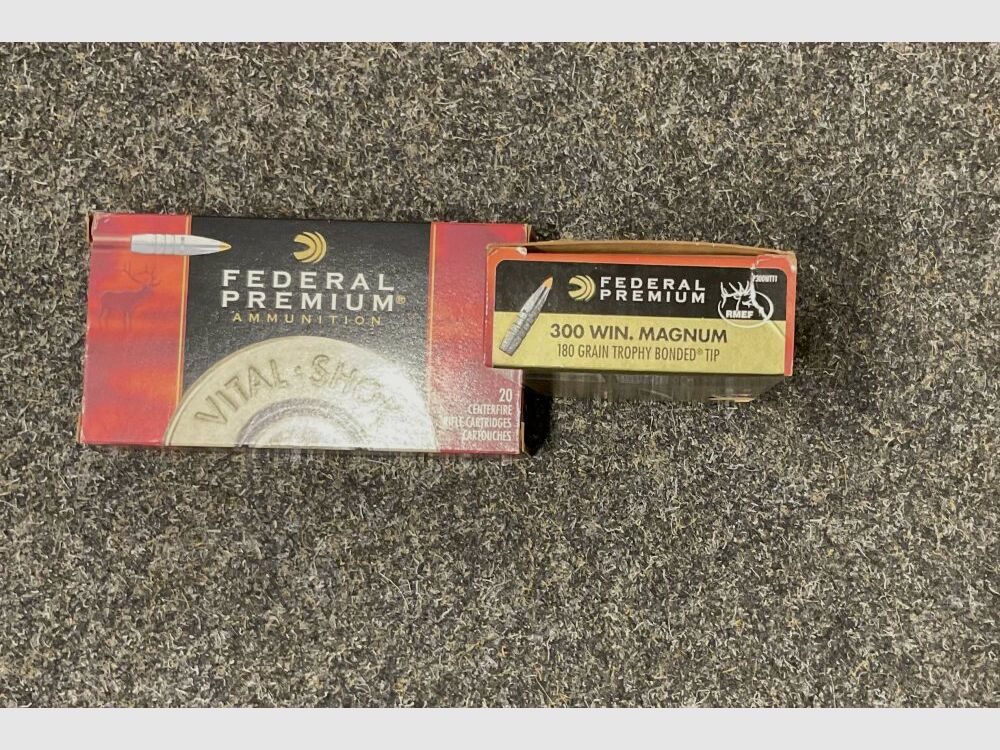 FEDERAL
PREMIUM®
AMMUNITION
VITAL·SHOK
20
CENTERFIRE
RIFLE CARTRIDGES
CARTOUCHES
FEDERAL
PREMIUM
RMEF
300 WIN. MAGNUM
180 GRAIN TROPHY BONDED® TIP